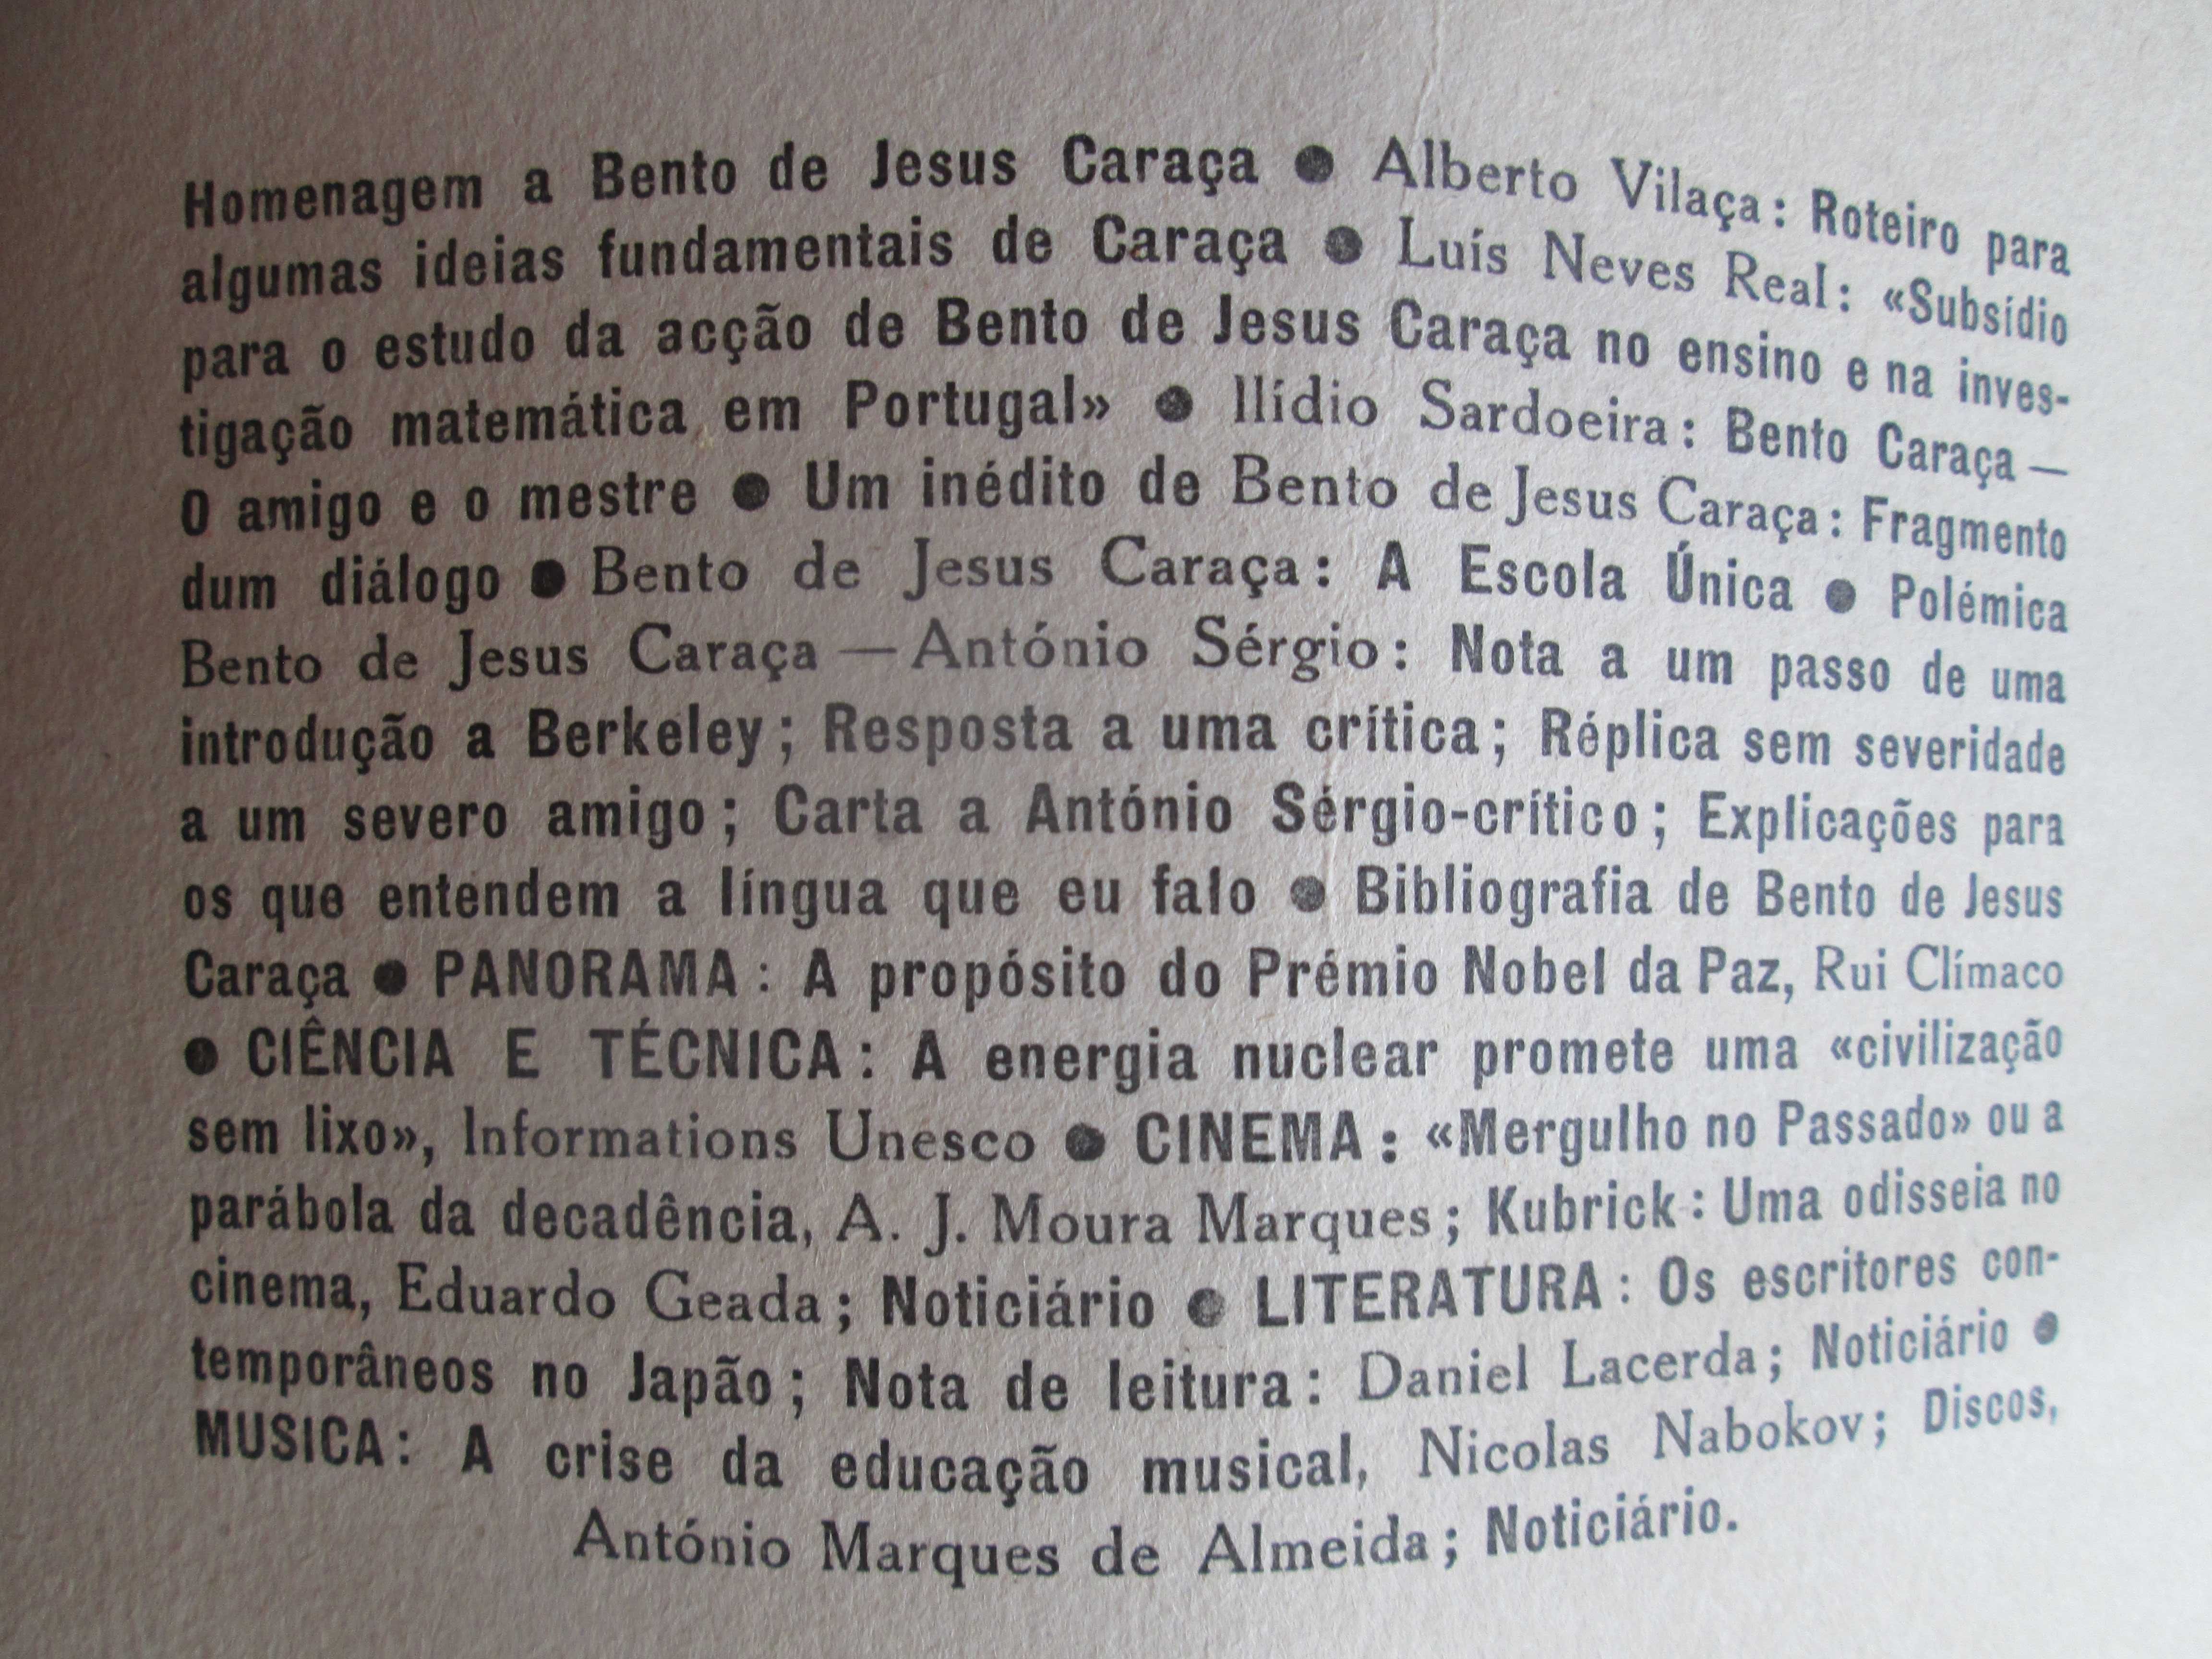 Homenagem a Bento de Jesus Caraça ● Alberto Vilaça: Roteiro para
algumas ideias fundamentais de Caraça ● Luís Neves Real: «Subsídio
para o estudo da acção de Bento de Jesus Caraça no ensino e na inves-
tigação matemática em Portugal» ● Ilídio Sardoeira: Bento Caraça —
O amigo e o mestre ● Um inédito de Bento de Jesus Caraça: Fragmento
dum diálogo ● Bento de Jesus Caraça: A Escola Única ● Polémica
Bento de Jesus Caraça — António Sérgio: Nota a um passo de uma
introdução a Berkeley; Resposta a uma crítica; Réplica sem severidade
a um severo amigo; Carta a António Sérgio-crítico; Explicações para
os que entendem a língua que eu falo ● Bibliografia de Bento de Jesus
Caraça ● PANORAMA: A propósito do Prémio Nobel da Paz, Rui Clímaco
● CIÊNCIA E TÉCNICA: A energia nuclear promete uma «civilização
sem lixo», Informations Unesco ● CINEMA: «Mergulho no Passado» ou a
parábola da decadência, A. J. Moura Marques; Kubrick: Uma odisseia no
cinema, Eduardo Geada; Noticiário ● LITERATURA: Os escritores con-
temporâneos no Japão; Nota de leitura: Daniel Lacerda; Noticiário ●
MUSICA: A crise da educação musical, Nicolas Nabokov; Discos,
António Marques de Almeida; Noticiário.